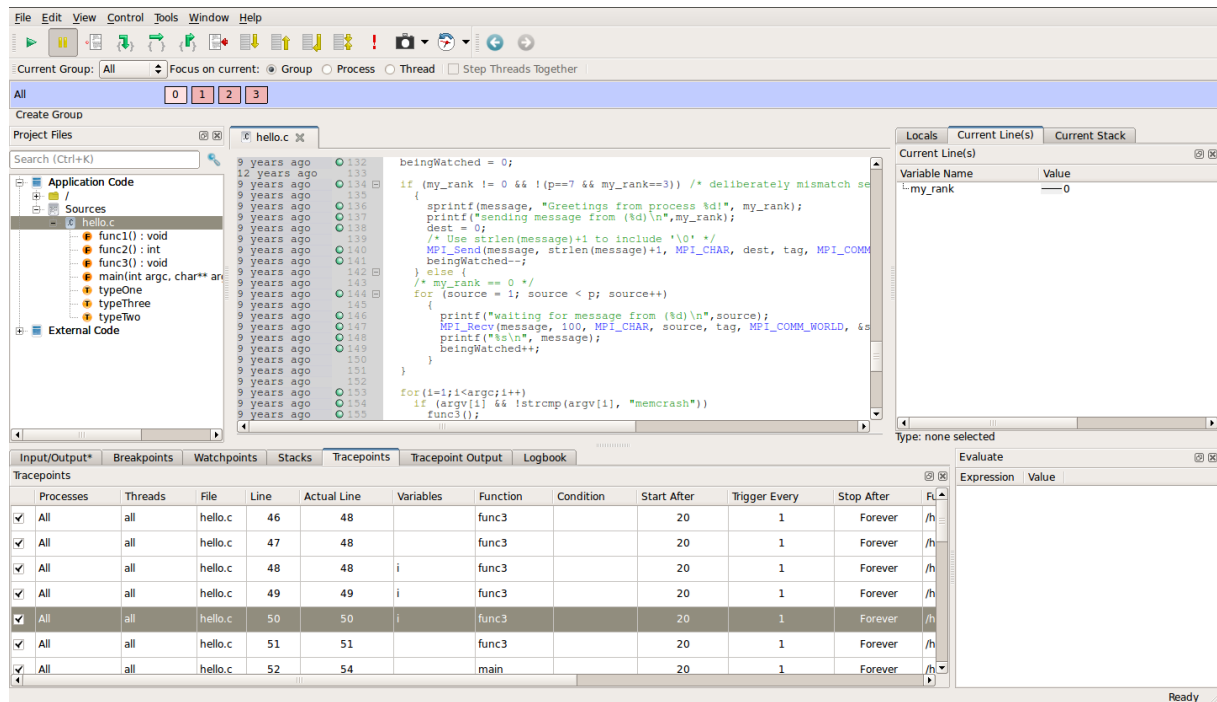 File Edit View Control Tools Window Help
Current Group: All Focus on current: Group Process Thread Step Threads Together
All 0 1 2 3
Create Group
Project Files
Search (Ctrl+K)
Application Code
/
Sources
hello.c
func1() : void
func2() : int
func3() : void
main(int argc, char** ar
typeOne
typeThree
typeTwo
External Code
hello.c
9 years ago 132 beingWatched = 0;
12 years ago 133
9 years ago 134 if (my_rank != 0 && !(p==7 && my_rank==3)) /* deliberately mismatch se
9 years ago 135 {
9 years ago 136 sprintf(message, "Greetings from process %d!", my_rank);
9 years ago 137 printf("sending message from (%d)\n",my_rank);
9 years ago 138 dest = 0;
9 years ago 139 /* Use strlen(message)+1 to include '\0' */
9 years ago 140 MPI_Send(message, strlen(message)+1, MPI_CHAR, dest, tag, MPI_COMM
9 years ago 141 beingWatched--;
9 years ago 142 } else {
9 years ago 143 /* my_rank == 0 */
9 years ago 144 for (source = 1; source < p; source++)
9 years ago 145 {
9 years ago 146 printf("waiting for message from (%d)\n",source);
9 years ago 147 MPI_Recv(message, 100, MPI_CHAR, source, tag, MPI_COMM_WORLD, &s
9 years ago 148 printf("%s\n", message);
9 years ago 149 beingWatched++;
9 years ago 150 }
9 years ago 151 }
9 years ago 152
9 years ago 153 for(i=1;i<argc;i++)
9 years ago 154 if (argv[i] && !strcmp(argv[i], "memcrash"))
9 years ago 155 func3();
Locals Current Line(s) Current Stack
Current Line(s)
Variable Name Value
my_rank 0
Type: none selected
Input/Output* Breakpoints Watchpoints Stacks Tracepoints Tracepoint Output Logbook
Tracepoints
Processes Threads File Line Actual Line Variables Function Condition Start After Trigger Every Stop After Fu
All all hello.c 46 48 func3 20 1 Forever /h
All all hello.c 47 48 func3 20 1 Forever /h
All all hello.c 48 48 i func3 20 1 Forever /h
All all hello.c 49 49 i func3 20 1 Forever /h
All all hello.c 50 50 i func3 20 1 Forever /h
All all hello.c 51 51 func3 20 1 Forever /h
All all hello.c 52 54 main 20 1 Forever /h
Evaluate
Expression Value
Ready